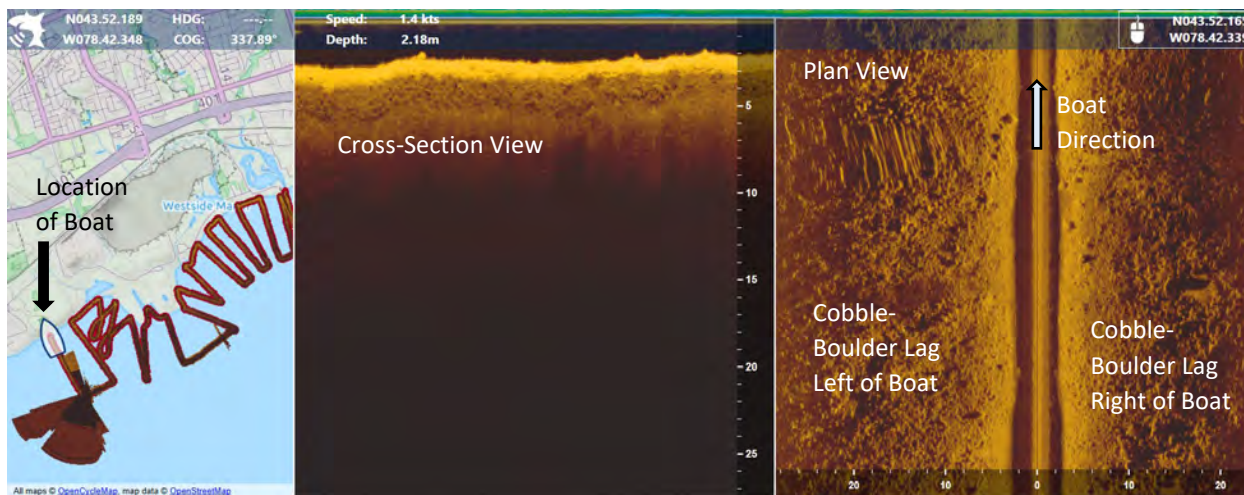 N043.52.189 HDG: ---.--
W078.42.348 COG: 337.89°
Location
of Boat
Westside Ma
401
All maps © OpenCycleMap, map data © OpenStreetMap
Speed: 1.4 kts
Depth: 2.18m
Cross-Section View
5
10
15
20
25
N043.52.165
W078.42.339
Plan View
Boat
Direction
Cobble-
Boulder Lag
Left of Boat
Cobble-
Boulder Lag
Right of Boat
20 10 0 10 20